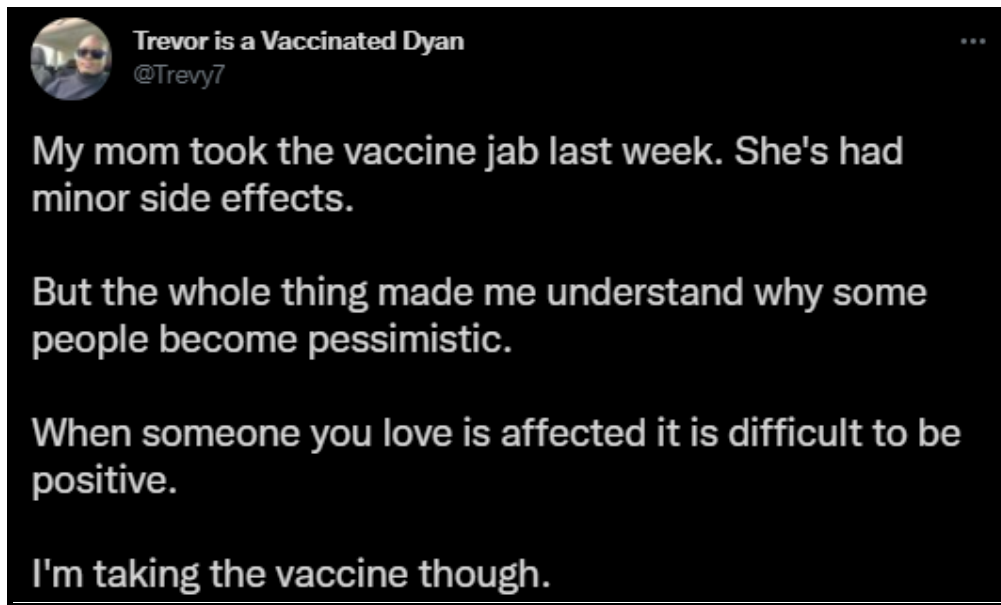 Trevor is a Vaccinated Dyan
@Trevy7
My mom took the vaccine jab last week. She's had
minor side effects.
But the whole thing made me understand why some
people become pessimistic.
When someone you love is affected it is difficult to be
positive.
I'm taking the vaccine though.